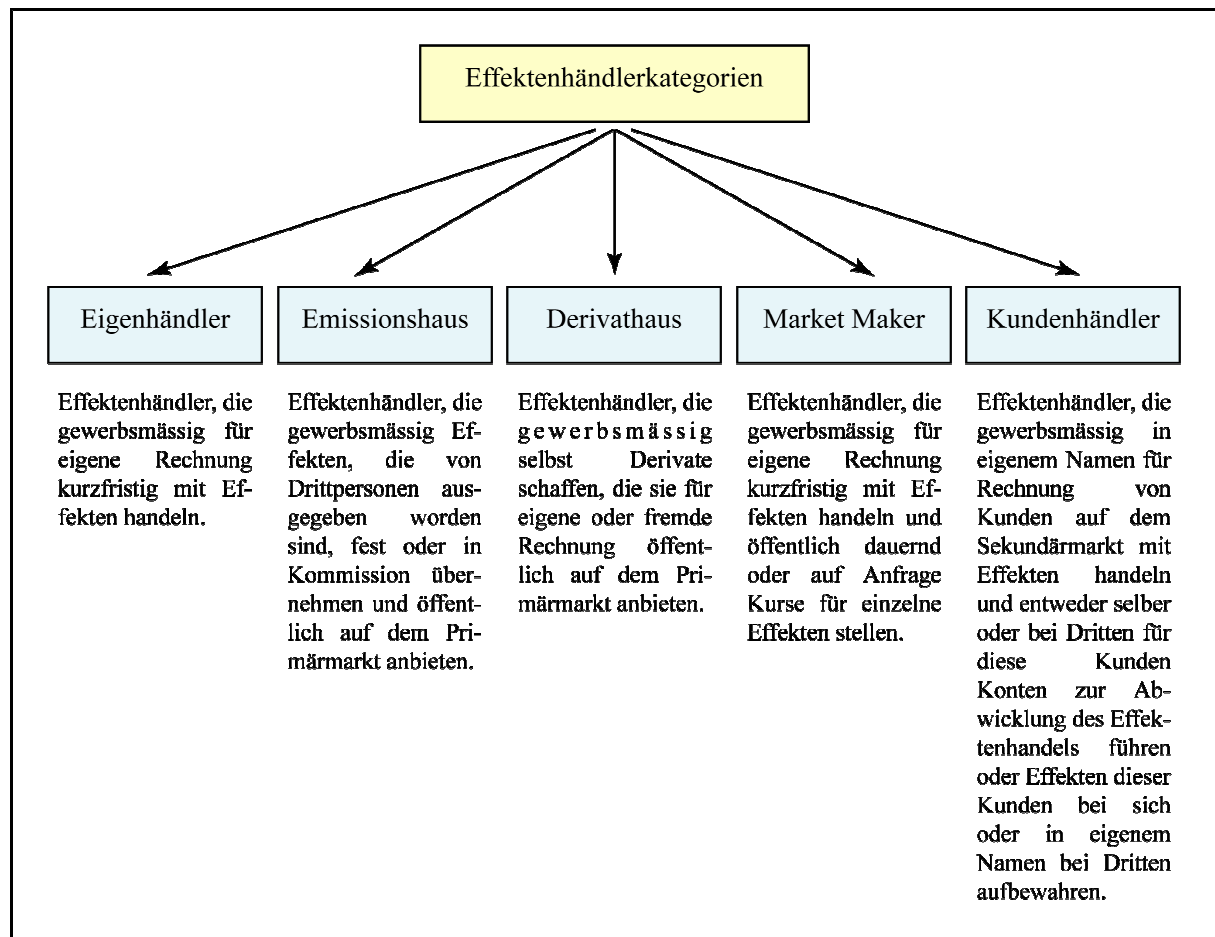 Effektenhändlerkategorien
Eigenhändler
Emissionshaus
Derivathaus
Market Maker
Kundenhändler
Effektenhändler, die
gewerbsmässig für
eigene Rechnung
kurzfristig mit Ef-
fekten handeln.
Effektenhändler, die
gewerbsmässig Ef-
fekten, die von
Drittpersonen aus-
gegeben worden
sind, fest oder in
Kommission über-
nehmen und öffent-
lich auf dem Pri-
märmarkt anbieten.
Effektenhändler, die
gewerbsmässig
selbst Derivate
schaffen, die sie für
eigene oder fremde
Rechnung öffent-
lich auf dem Pri-
märmarkt anbieten.
Effektenhändler, die
gewerbsmässig für
eigene Rechnung
kurzfristig mit Ef-
fekten handeln und
öffentlich dauernd
oder auf Anfrage
Kurse für einzelne
Effekten stellen.
Effektenhändler, die
gewerbsmässig in
eigenem Namen für
Rechnung von
Kunden auf dem
Sekundärmarkt mit
Effekten handeln
und entweder selber
oder bei Dritten für
diese Kunden
Konten zur Ab-
wicklung des Effek-
tenhandels führen
oder Effekten dieser
Kunden bei sich
oder in eigenem
Namen bei Dritten
aufbewahren.